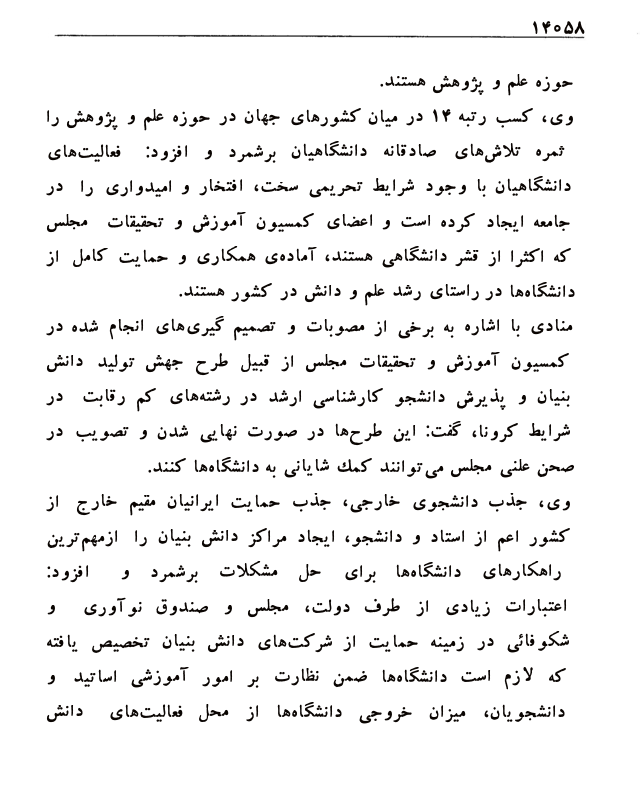 ۱۴۰۵۸
حوزه علم و پژوهش هستند.
وی، کسب رتبه ۱۴ در میان کشورهای جهان در حوزه علم و پژوهش را
ثمره تلاش‌های صادقانه دانشگاهیان برشمرد و افزود: فعالیت‌های
دانشگاهیان با وجود شرایط تحریمی سخت، افتخار و امیدواری را در
جامعه ایجاد کرده است و اعضای کمسیون آموزش و تحقیقات مجلس
که اکثرا از قشر دانشگاهی هستند، آماده‌ی همکاری و حمایت کامل از
دانشگاه‌ها در راستای رشد علم و دانش در کشور هستند.
منادی با اشاره به برخی از مصوبات و تصمیم گیری‌های انجام شده در
کمسیون آموزش و تحقیقات مجلس از قبیل طرح جهش تولید دانش
بنیان و پذیرش دانشجو کارشناسی ارشد در رشته‌های کم رقابت در
شرایط کرونا، گفت: این طرح‌ها در صورت نهایی شدن و تصویب در
صحن علنی مجلس می‌توانند کمك شایانی به دانشگاه‌ها کنند.
وی، جذب دانشجوی خارجی، جذب حمایت ایرانیان مقیم خارج از
کشور اعم از استاد و دانشجو، ایجاد مراکز دانش بنیان را ازمهم‌ترین
راهکارهای دانشگاه‌ها برای حل مشکلات برشمرد و افزود:
اعتبارات زیادی از طرف دولت، مجلس و صندوق نوآوری و
شکوفائی در زمینه حمایت از شرکت‌های دانش بنیان تخصیص یافته
که لازم است دانشگاه‌ها ضمن نظارت بر امور آموزشی اساتید و
دانشجویان، میزان خروجی دانشگاه‌ها از محل فعالیت‌های دانش